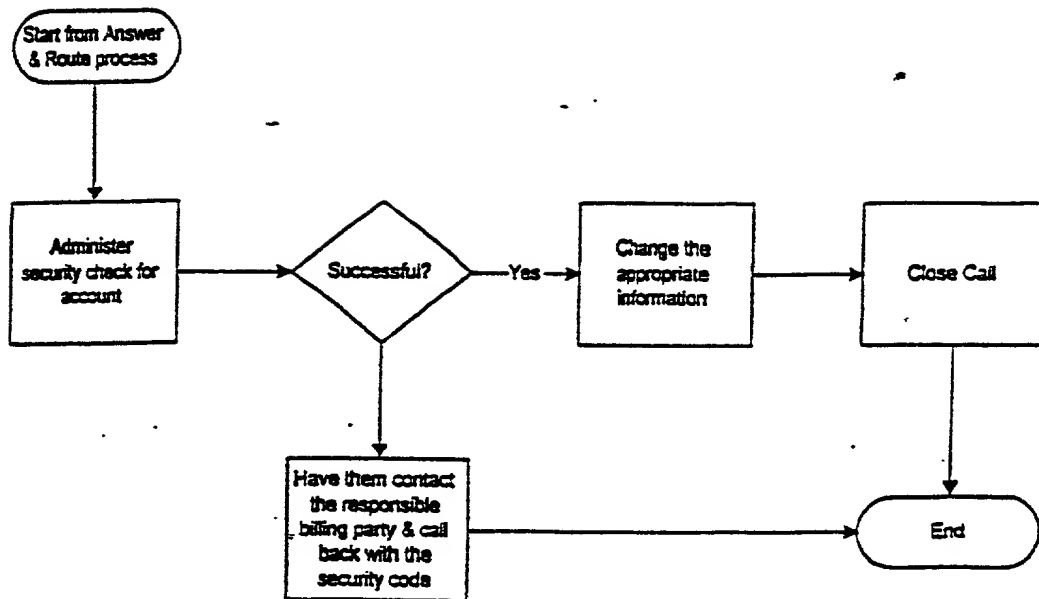 Start from Answer
& Route process
Administer
security check for
account
Successful?
Yes
Change the
appropriate
information
Close Call
Have them contact
the responsible
billing party & call
back with the
security code
End